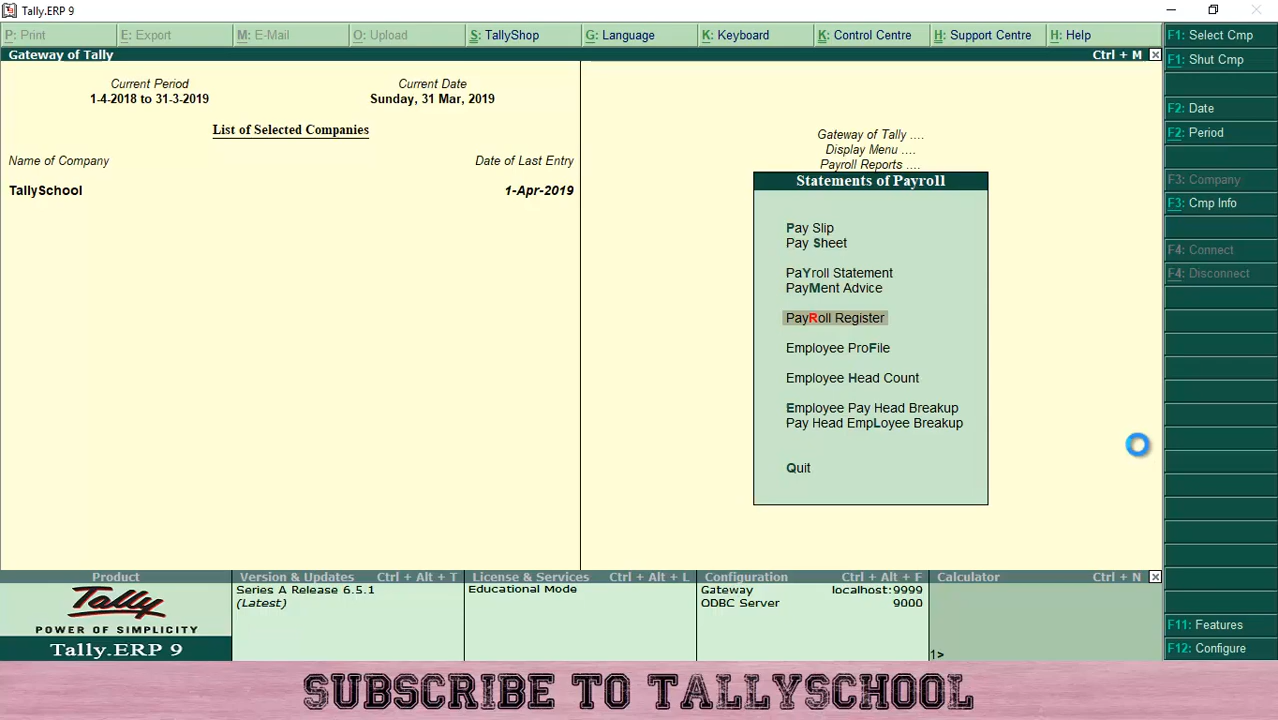 Tally.ERP 9
P: Print
E: Export
M: E-Mail
O: Upload
S: TallyShop
G: Language
K: Keyboard
K: Control Centre
H: Support Centre
H: Help
Gateway of Tally
Ctrl + M
Current Period
1-4-2018 to 31-3-2019
Current Date
Sunday, 31 Mar, 2019
List of Selected Companies
Name of Company
Date of Last Entry
TallySchool
1-Apr-2019
Gateway of Tally ....
Display Menu ....
Payroll Reports ....
Statements of Payroll
Pay Slip
Pay Sheet
PaYroll Statement
PayMent Advice
PayRoll Register
Employee ProFile
Employee Head Count
Employee Pay Head Breakup
Pay Head EmpLoyee Breakup
Quit
F1: Select Cmp
F1: Shut Cmp
F2: Date
F2: Period
F3: Company
F3: Cmp Info
F4: Connect
F4: Disconnect
F11: Features
F12: Configure
Product
Tally
POWER OF SIMPLICITY
Tally.ERP 9
Version & Updates Ctrl + Alt + T
Series A Release 6.5.1
(Latest)
License & Services Ctrl + Alt + L
Educational Mode
Configuration Ctrl + Alt + F
Gateway localhost:9999
ODBC Server 9000
Calculator Ctrl + N
1>
SUBSCRIBE TO TALLYSCHOOL